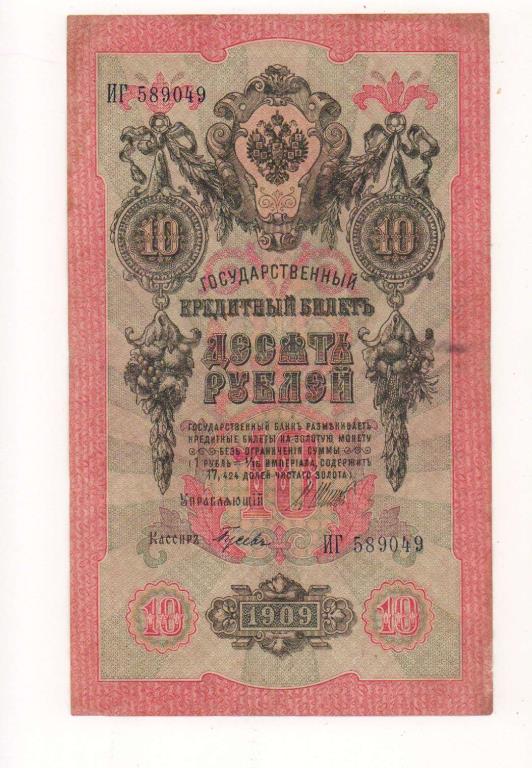 ИГ 589049
10 10
ГОСУДАРСТВЕННЫЙ
КРЕДИТНЫЙ БИЛЕТЪ
ДЕСЯТЬ
РУБЛЕЙ
ГОСУДАРСТВЕННЫЙ БАНКЪ РАЗМѢНИВАЕТЪ
КРЕДИТНЫЕ БИЛЕТЫ НА ЗОЛОТУЮ МОНЕТУ
БЕЗЪ ОГРАНИЧЕНІЯ СУММЫ
(1 РУБЛЬ = 1/15 ИМПЕРІАЛА, СОДЕРЖИТЪ
17,424 ДОЛЕЙ ЧИСТАГО ЗОЛОТА)
10
УПРАВЛЯЮЩІЙ
КАССИРЪ Гусевъ
ИГ 589049
10 1909 10